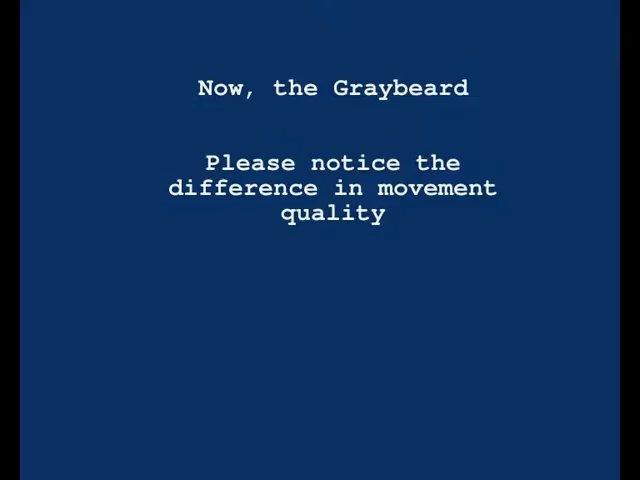 Now, the Graybeard
Please notice the
difference in movement
quality